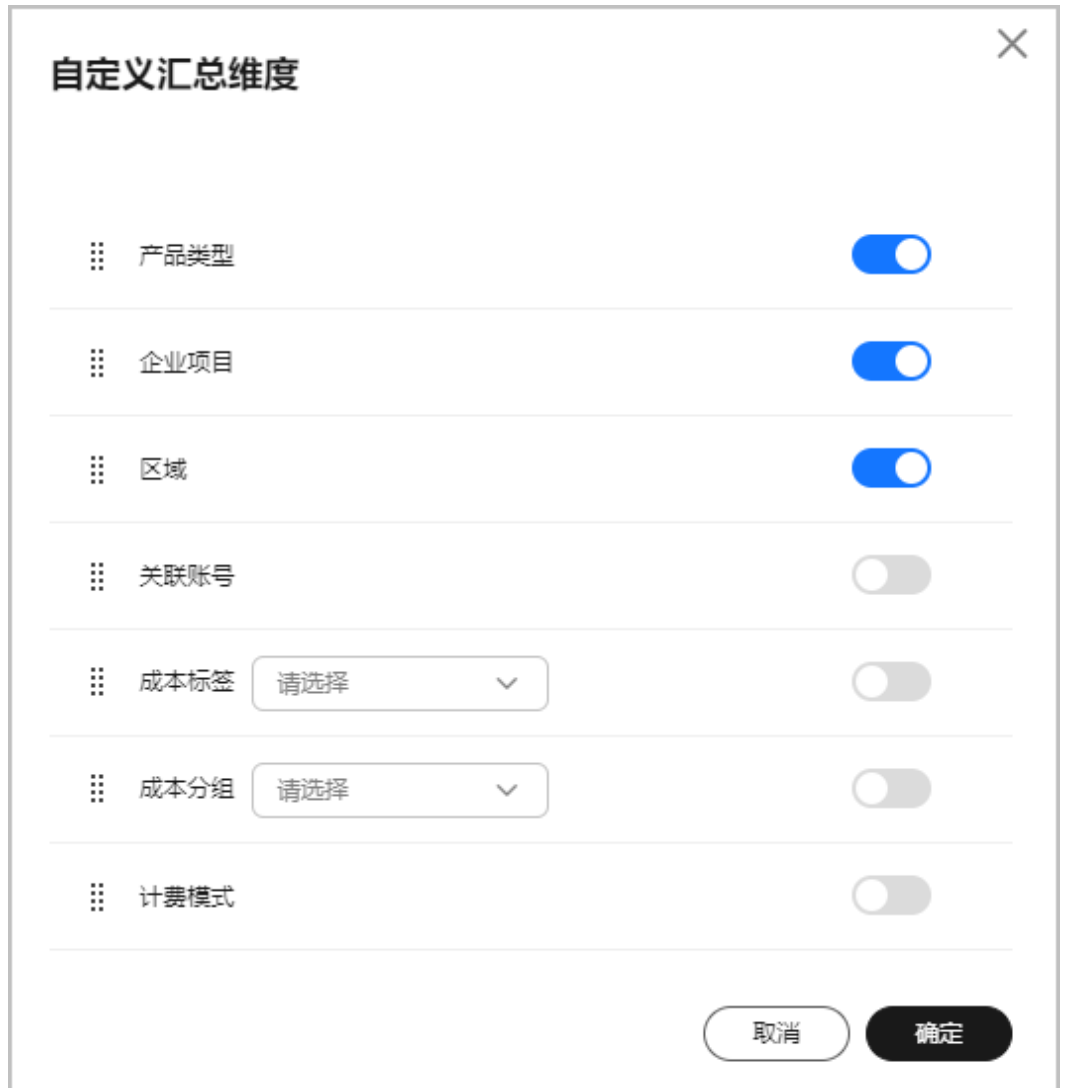 自定义汇总维度
产品类型
企业项目
区域
关联账号
成本标签 请选择
成本分组 请选择
计费模式
取消 确定